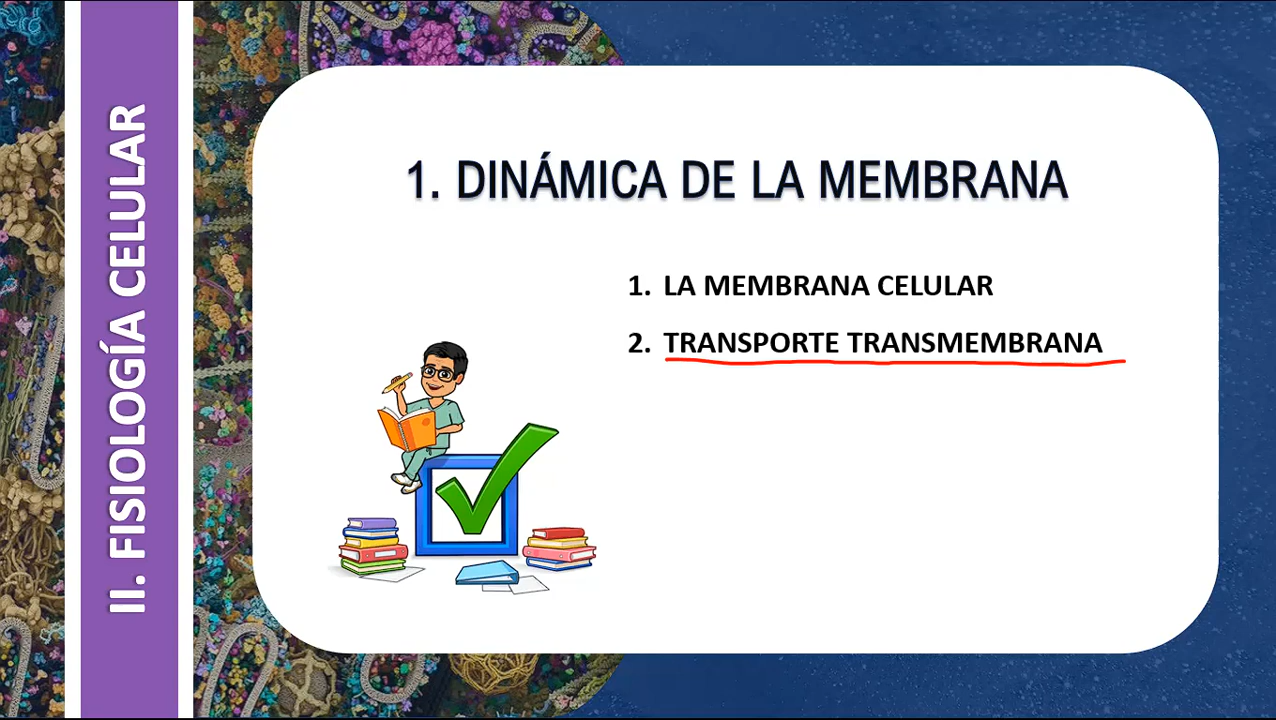 II. FISIOLOGÍA CELULAR
1. DINÁMICA DE LA MEMBRANA
1. LA MEMBRANA CELULAR
2. TRANSPORTE TRANSMEMBRANA